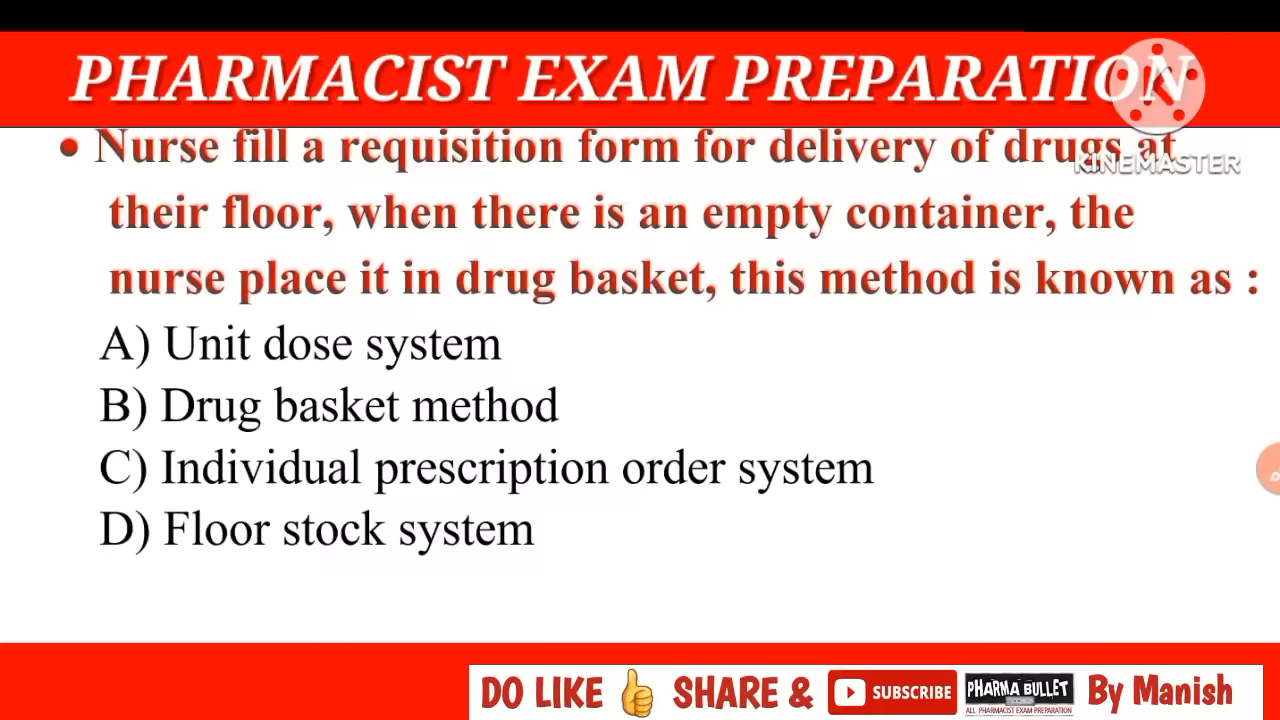 PHARMACIST EXAM PREPARATION
KINEMASTER
• Nurse fill a requisition form for delivery of drugs at
their floor, when there is an empty container, the
nurse place it in drug basket, this method is known as :
A) Unit dose system
B) Drug basket method
C) Individual prescription order system
D) Floor stock system
DO LIKE SHARE & SUBSCRIBE PHARMA BULLET By Manish
ALL PHARMACIST EXAM PREPARATION